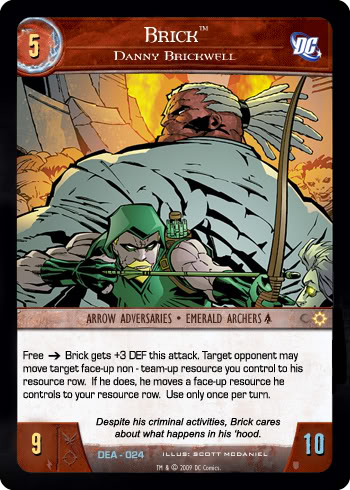 5
BRICK™
DANNY BRICKWELL
DC
ARROW ADVERSARIES • EMERALD ARCHERS
Free → Brick gets +3 DEF this attack. Target opponent may
move target face-up non - team-up resource you control to his
resource row. If he does, he moves a face-up resource he
controls to your resource row. Use only once per turn.
Despite his criminal activities, Brick cares
about what happens in his 'hood.
9
DEA - 024
ILLUS: SCOTT MCDANIEL
10
TM & © 2009 DC Comics.